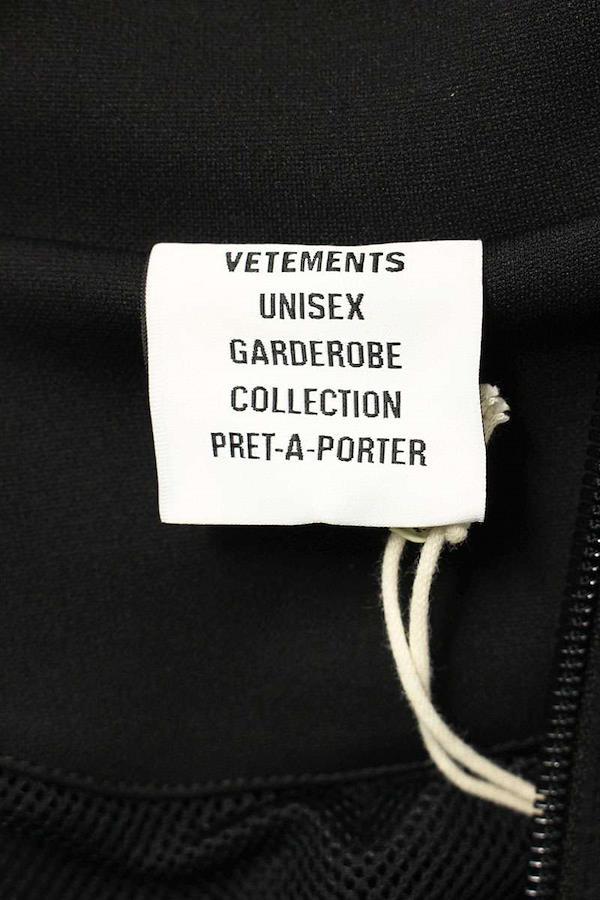 VETEMENTS
UNISEX
GARDEROBE
COLLECTION
PRET-A-PORTER